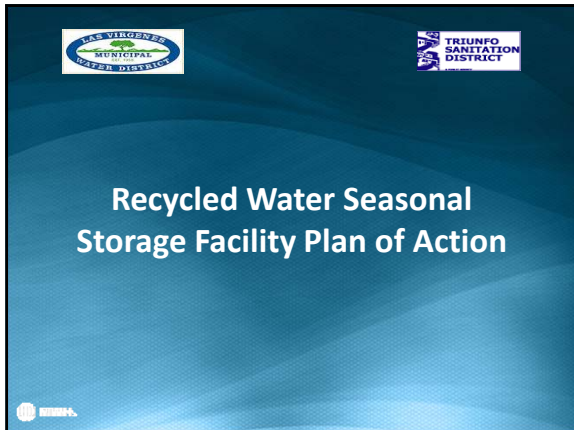 LAS VIRGENES
MUNICIPAL
WATER DISTRICT
TRIUNFO
SANITATION
DISTRICT
Recycled Water Seasonal
Storage Facility Plan of Action